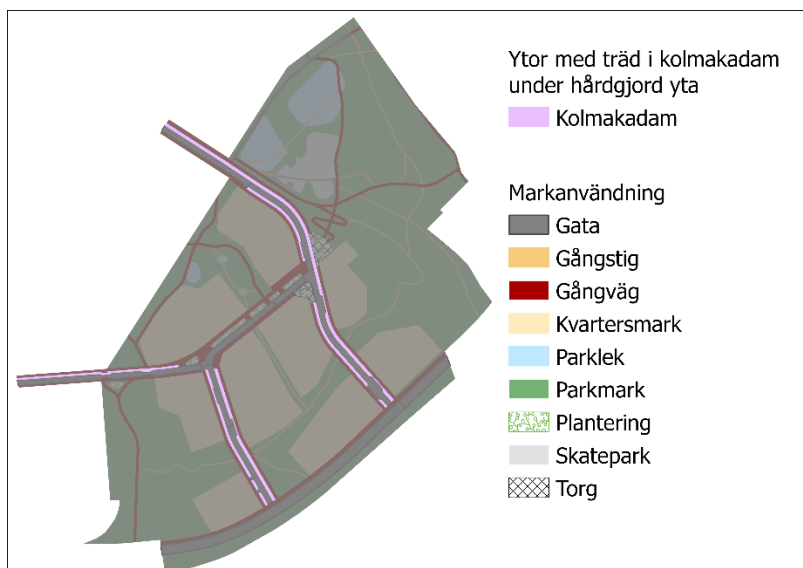 Ytor med träd i kolmakadam
under hårdgjord yta
Kolmakadam
Markanvändning
Gata
Gångstig
Gångväg
Kvartersmark
Parklek
Parkmark
Plantering
Skatepark
Torg